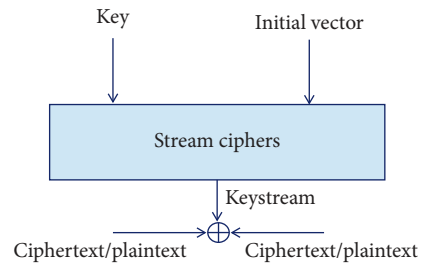 Key
Initial vector
Stream ciphers
Keystream
Ciphertext/plaintext
Ciphertext/plaintext